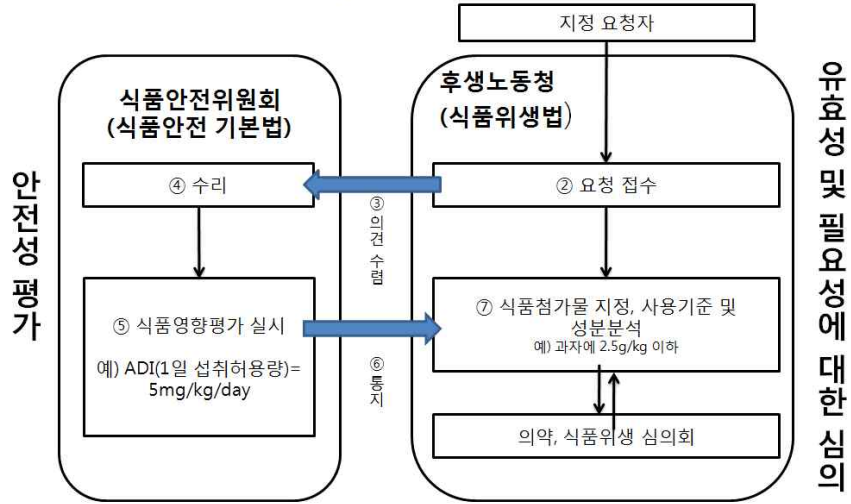 지정 요청자
식품안전위원회
(식품안전 기본법)
후생노동청
(식품위생법)
④ 수리
② 요청 접수
③ 의견 수렴
⑤ 식품영향평가 실시
예) ADI(1일 섭취허용량)=
5mg/kg/day
⑥ 통지
⑦ 식품첨가물 지정, 사용기준 및
성분분석
예) 과자에 2.5g/kg 이하
의약, 식품위생 심의회
안전성 평가
유효성 및 필요성에 대한 심의